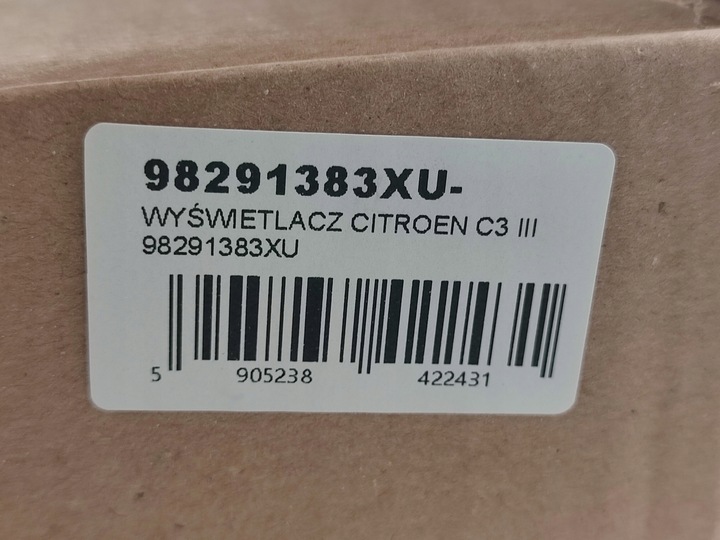 98291383XU-
WYŚWIETLACZ CITROEN C3 III
98291383XU
5 905238 422431